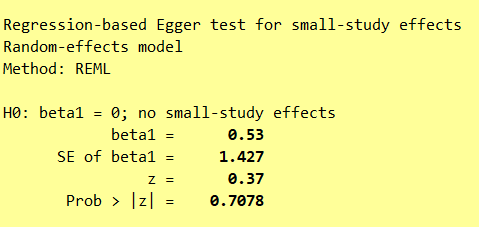 Regression-based Egger test for small-study effects
Random-effects model
Method: REML
H0: beta1 = 0; no small-study effects
beta1 = 0.53
SE of beta1 = 1.427
z = 0.37
Prob > |z| = 0.7078